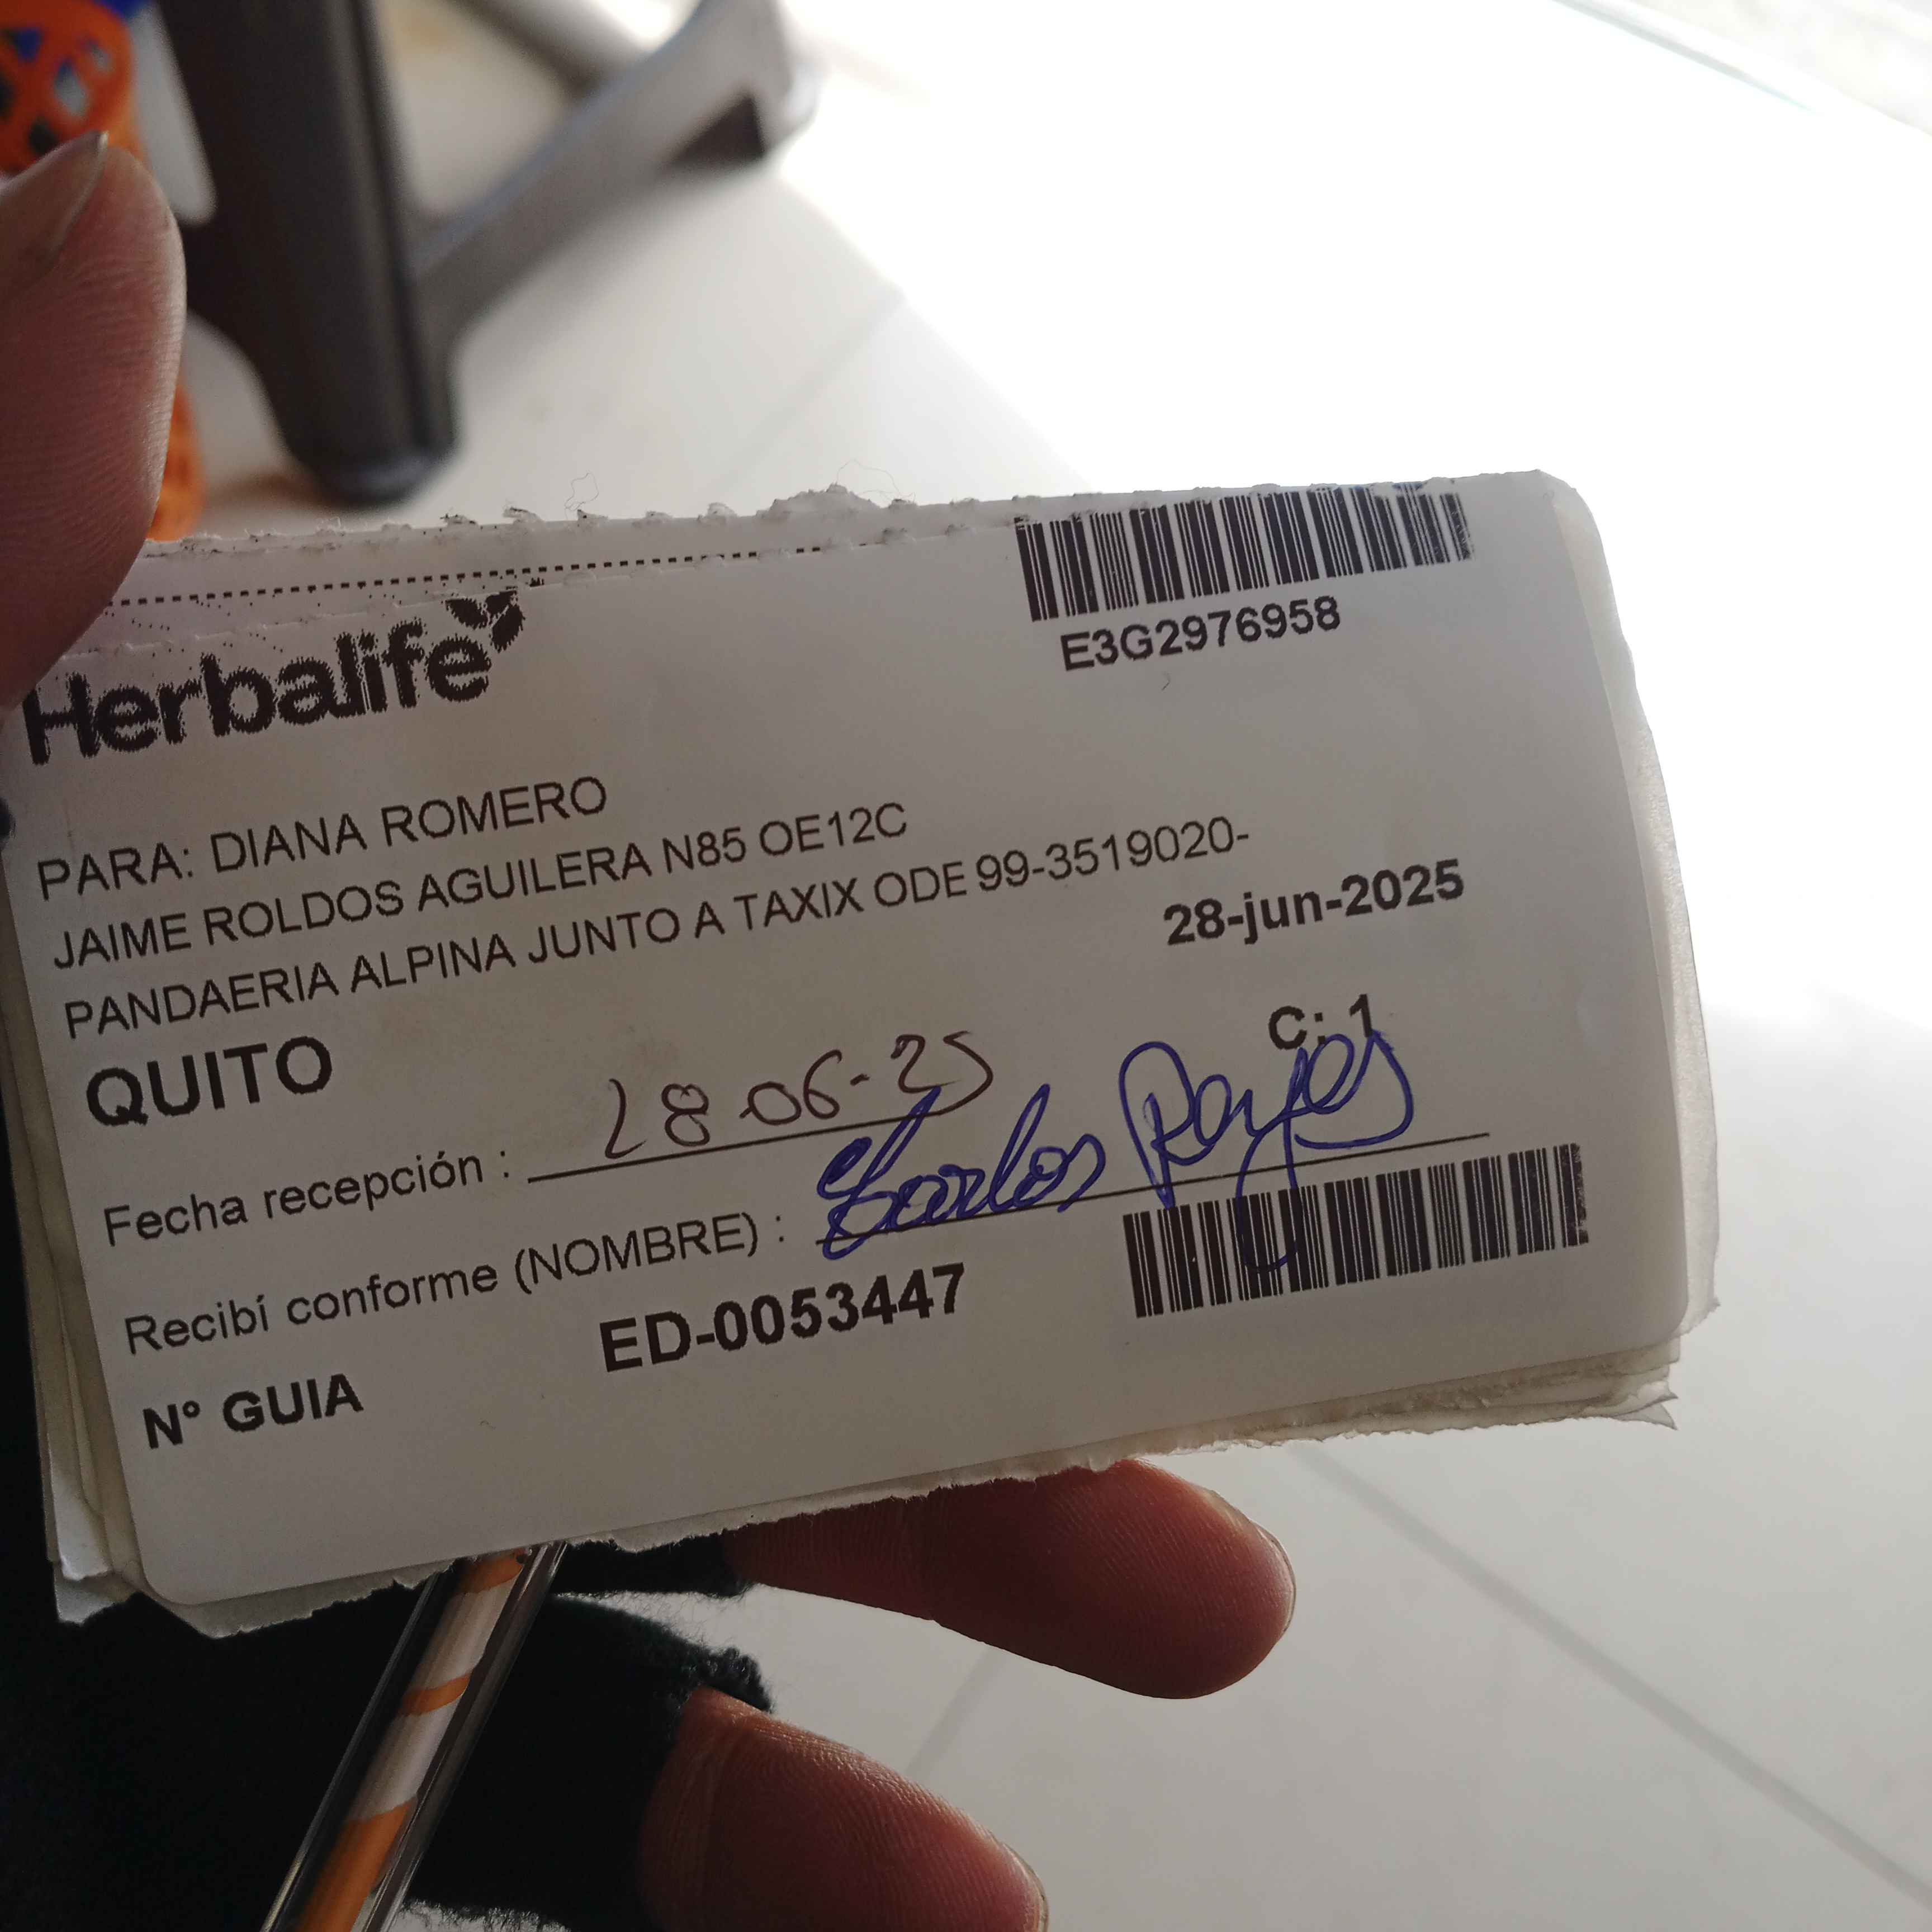 Herbalife
E3G2976958
PARA: DIANA ROMERO
JAIME ROLDOS AGUILERA N85 OE12C
PANDAERIA ALPINA JUNTO A TAXIX ODE 99-3519020-
28-jun-2025
QUITO
C: 1
Fecha recepción : 28-06-25
Recibí conforme (NOMBRE) : Carlos Reyes
N° GUIA ED-0053447